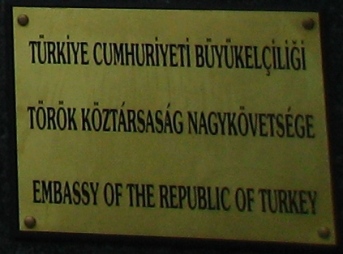 TÜRKİYE CUMHURİYETİ BÜYÜKELÇİLİĞİ
TÖRÖK KÖZTÁRSASÁG NAGYKÖVETSÉGE
EMBASSY OF THE REPUBLIC OF TURKEY